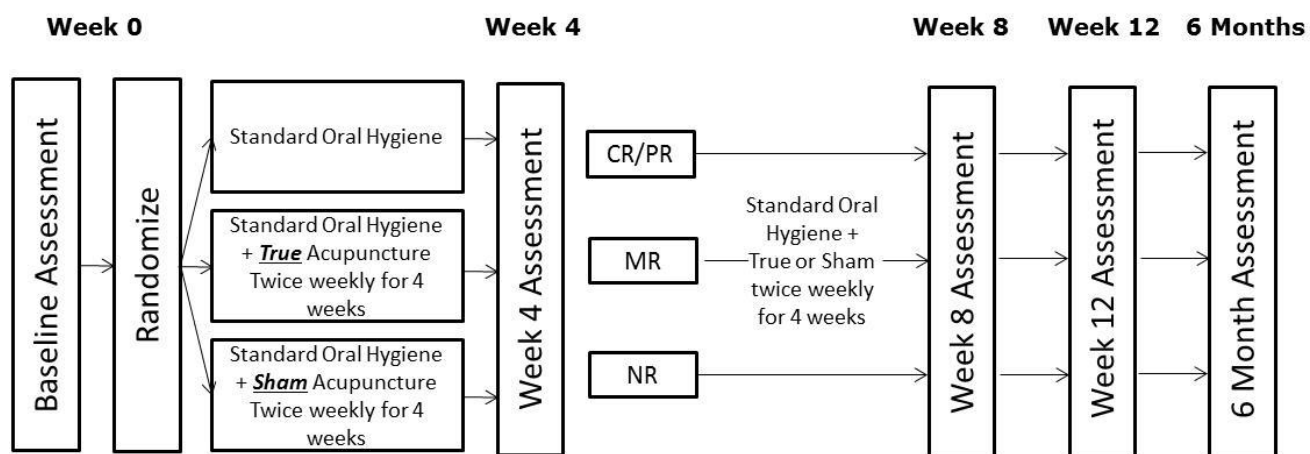 Week 0
Week 4
Week 8
Week 12
6 Months
Baseline Assessment
Randomize
Standard Oral Hygiene
Standard Oral Hygiene
+ True Acupuncture
Twice weekly for 4
weeks
Standard Oral Hygiene
+ Sham Acupuncture
Twice weekly for 4
weeks
Week 4 Assessment
CR/PR
MR
NR
Standard Oral
Hygiene +
True or Sham
twice weekly
for 4 weeks
Week 8 Assessment
Week 12 Assessment
6 Month Assessment